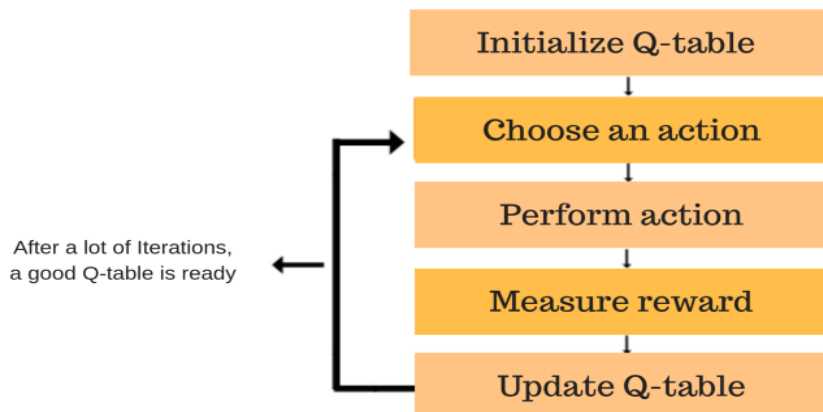 Initialize Q-table
Choose an action
Perform action
Measure reward
Update Q-table
After a lot of Iterations,
a good Q-table is ready